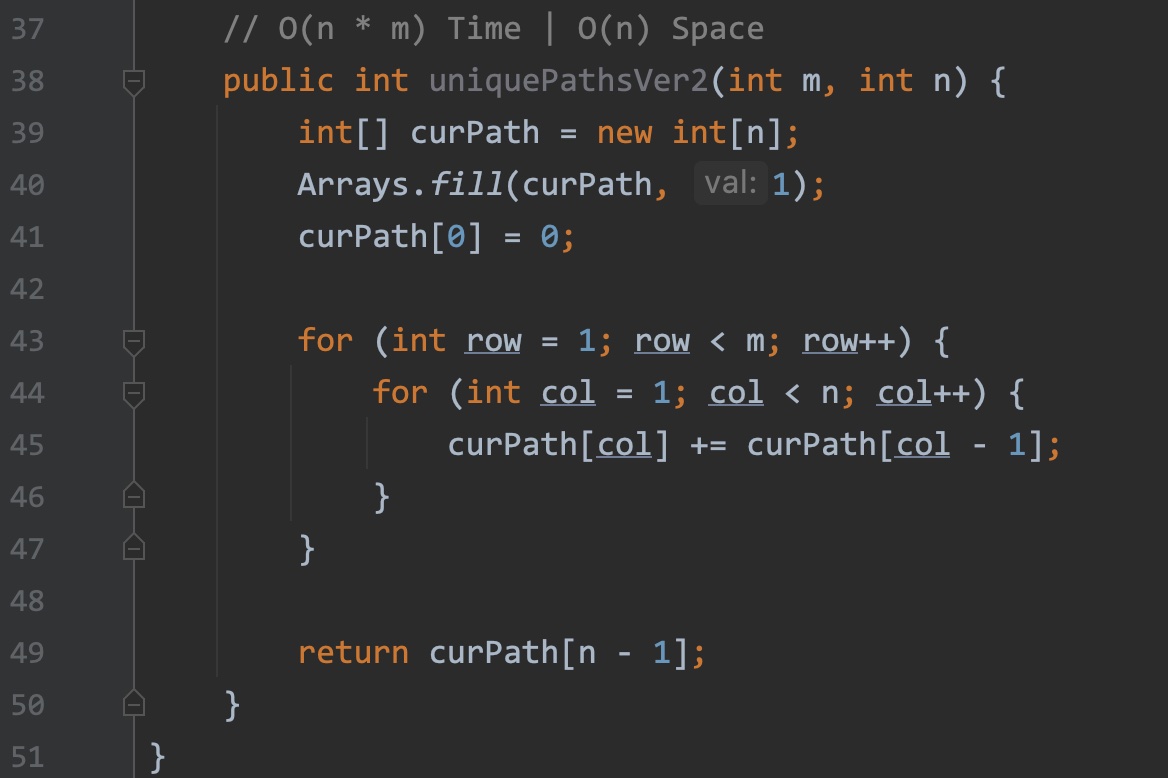 37 // O(n * m) Time | O(n) Space
38 public int uniquePathsVer2(int m, int n) {
39 int[] curPath = new int[n];
40 Arrays.fill(curPath, val: 1);
41 curPath[0] = 0;
42
43 for (int row = 1; row < m; row++) {
44 for (int col = 1; col < n; col++) {
45 curPath[col] += curPath[col - 1];
46 }
47 }
48
49 return curPath[n - 1];
50 }
51 }